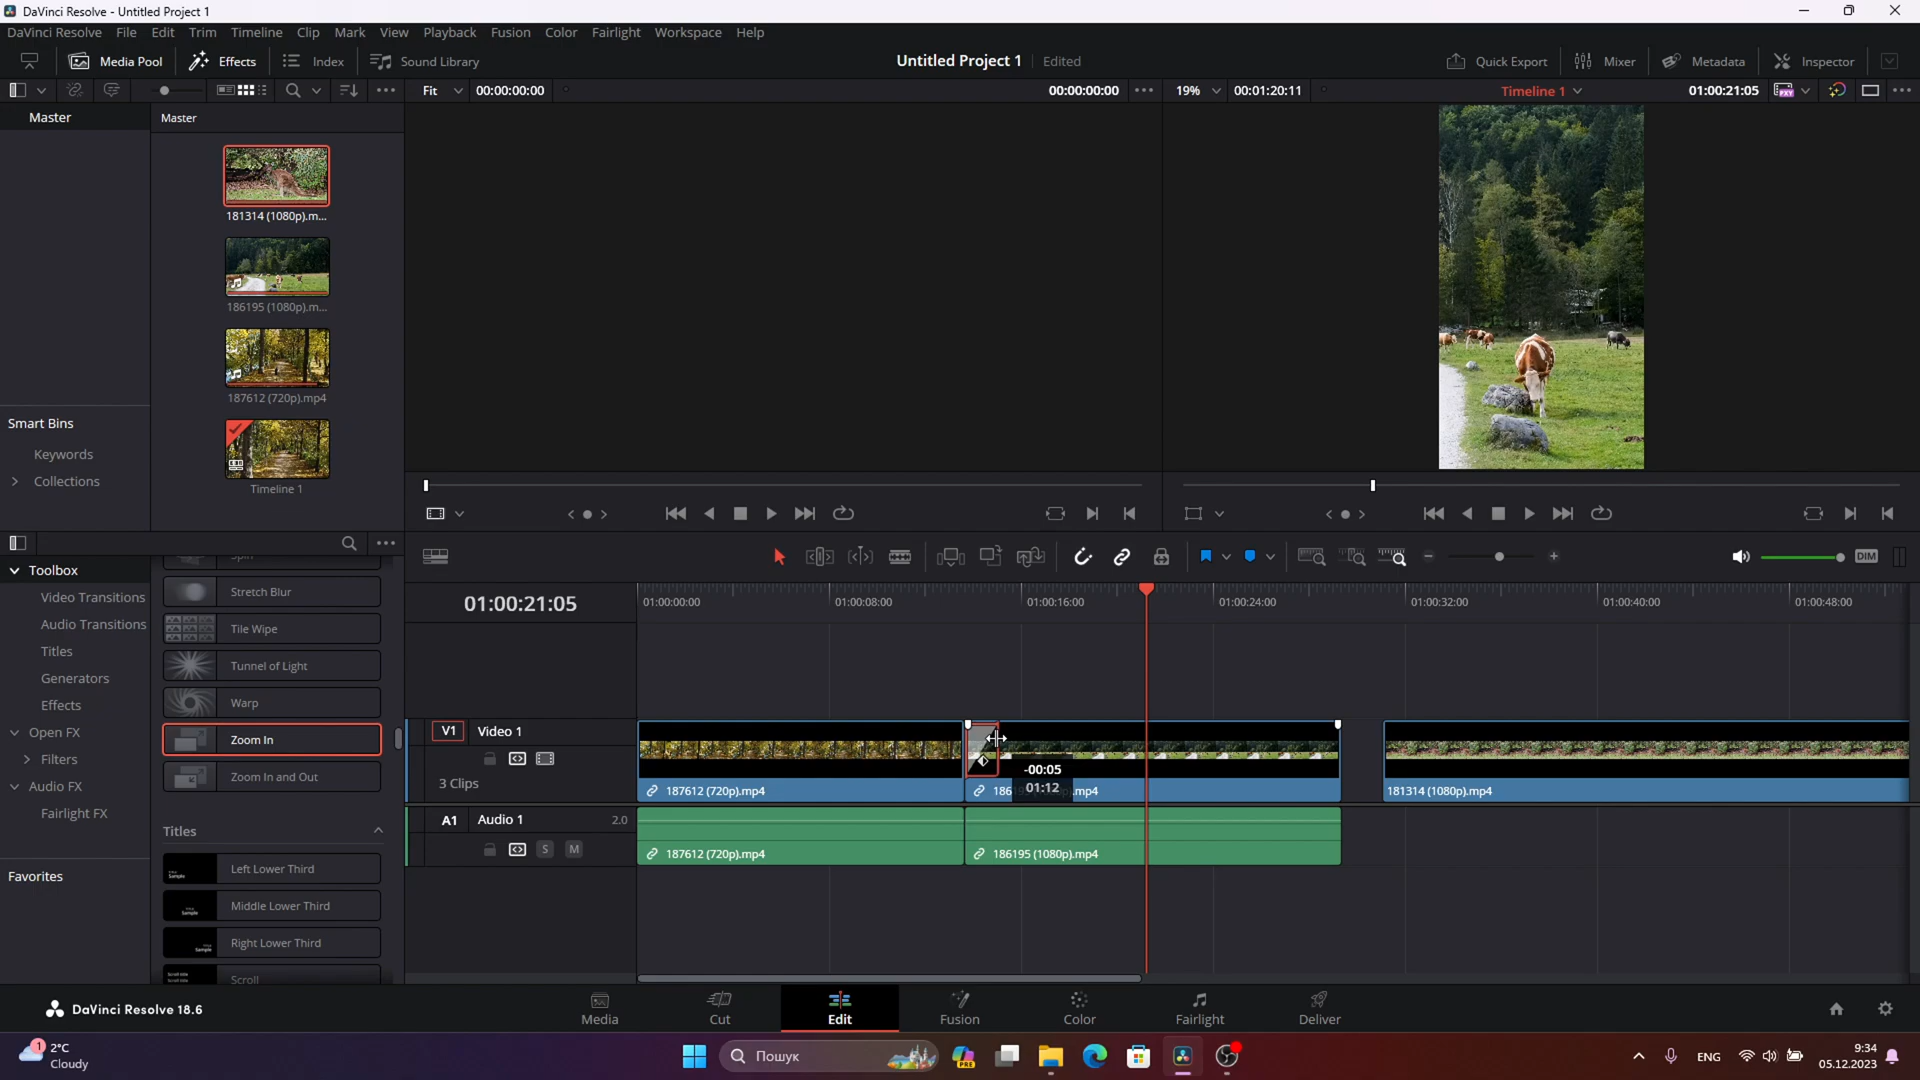 DaVinci Resolve - Untitled Project 1
DaVinci Resolve File Edit Trim Timeline Clip Mark View Playback Fusion Color Fairlight Workspace Help
Media Pool Effects Index Sound Library Untitled Project 1 Edited Quick Export Mixer Metadata Inspector
Fit 00:00:00:00 00:00:00:00 19% 00:01:20:11 Timeline 1 01:00:21:05
Master Master
181314 (1080p).m...
186195 (1080p).m...
187612 (720p).mp4
Timeline 1
Smart Bins
Keywords
Collections
Toolbox
Video Transitions
Audio Transitions
Titles
Generators
Effects
Open FX
Filters
Audio FX
Fairlight FX
Favorites
Spin
Stretch Blur
Tile Wipe
Tunnel of Light
Warp
Zoom In
Zoom In and Out
Titles
Left Lower Third
Middle Lower Third
Right Lower Third
Scroll
DIM
01:00:21:05 01:00:00:00 01:00:08:00 01:00:16:00 01:00:24:00 01:00:32:00 01:00:40:00 01:00:48:00
V1 Video 1
3 Clips
-00:05
01:12
187612 (720p).mp4 .mp4 181314 (1080p).mp4
A1 Audio 1 2.0
S M
187612 (720p).mp4 186195 (1080p).mp4
DaVinci Resolve 18.6 Media Cut Edit Fusion Color Fairlight Deliver
1 2°C
Cloudy
Пошук
PRE
ENG
9:34
05.12.2023